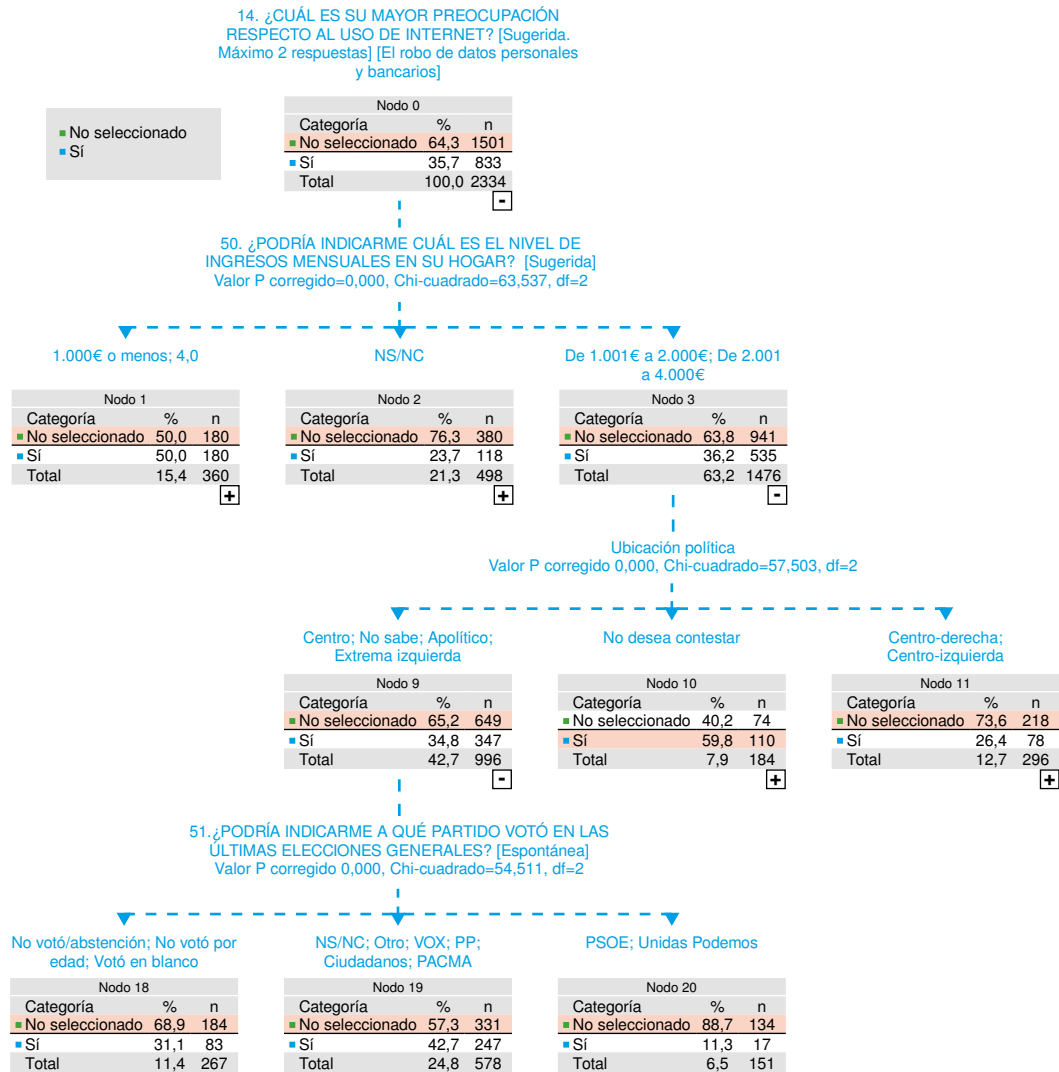 14. ¿CUÁL ES SU MAYOR PREOCUPACIÓN
RESPECTO AL USO DE INTERNET? [Sugerida.
Máximo 2 respuestas] [El robo de datos personales
y bancarios]
No seleccionado
Sí
Nodo 0
Categoría % n
No seleccionado 64,3 1501
Sí 35,7 833
Total 100,0 2334
-
50. ¿PODRÍA INDICARME CUÁL ES EL NIVEL DE
INGRESOS MENSUALES EN SU HOGAR? [Sugerida]
Valor P corregido=0,000, Chi-cuadrado=63,537, df=2
1.000€ o menos; 4,0
Nodo 1
Categoría % n
No seleccionado 50,0 180
Sí 50,0 180
Total 15,4 360
+
NS/NC
Nodo 2
Categoría % n
No seleccionado 76,3 380
Sí 23,7 118
Total 21,3 498
+
De 1.001€ a 2.000€; De 2.001
a 4.000€
Nodo 3
Categoría % n
No seleccionado 63,8 941
Sí 36,2 535
Total 63,2 1476
-
Ubicación política
Valor P corregido 0,000, Chi-cuadrado=57,503, df=2
Centro; No sabe; Apolítico;
Extrema izquierda
Nodo 9
Categoría % n
No seleccionado 65,2 649
Sí 34,8 347
Total 42,7 996
-
No desea contestar
Nodo 10
Categoría % n
No seleccionado 40,2 74
Sí 59,8 110
Total 7,9 184
+
Centro-derecha;
Centro-izquierda
Nodo 11
Categoría % n
No seleccionado 73,6 218
Sí 26,4 78
Total 12,7 296
+
51.¿PODRÍA INDICARME A QUÉ PARTIDO VOTÓ EN LAS
ÚLTIMAS ELECCIONES GENERALES? [Espontánea]
Valor P corregido 0,000, Chi-cuadrado=54,511, df=2
No votó/abstención; No votó por
edad; Votó en blanco
Nodo 18
Categoría % n
No seleccionado 68,9 184
Sí 31,1 83
Total 11,4 267
NS/NC; Otro; VOX; PP;
Ciudadanos; PACMA
Nodo 19
Categoría % n
No seleccionado 57,3 331
Sí 42,7 247
Total 24,8 578
PSOE; Unidas Podemos
Nodo 20
Categoría % n
No seleccionado 88,7 134
Sí 11,3 17
Total 6,5 151